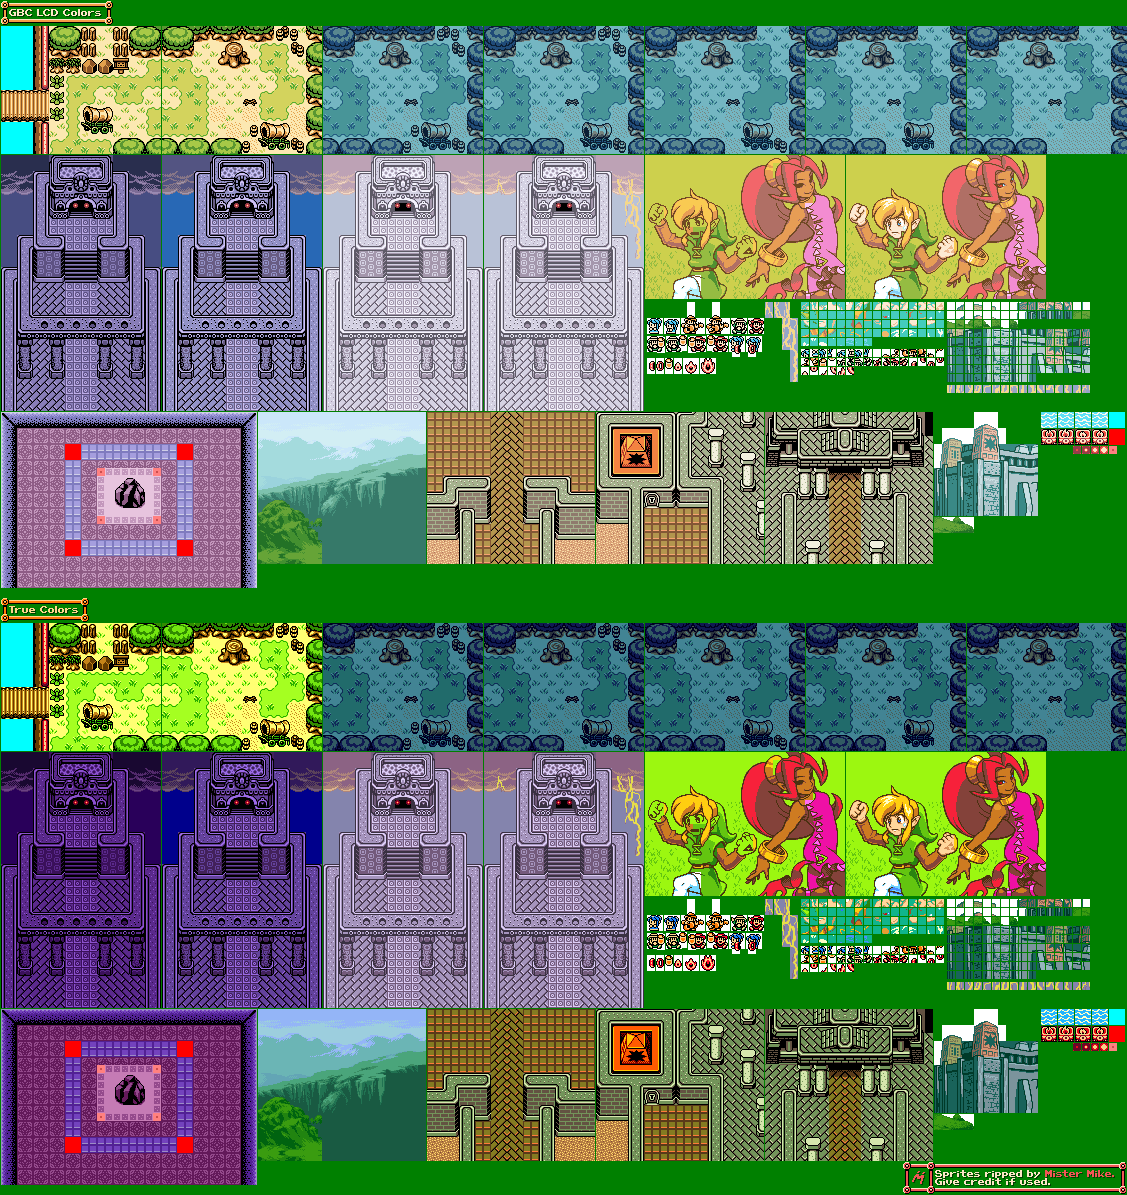 GBC LCD Colors
True Colors
Sprites ripped by Mister Mike.
Give credit if used.